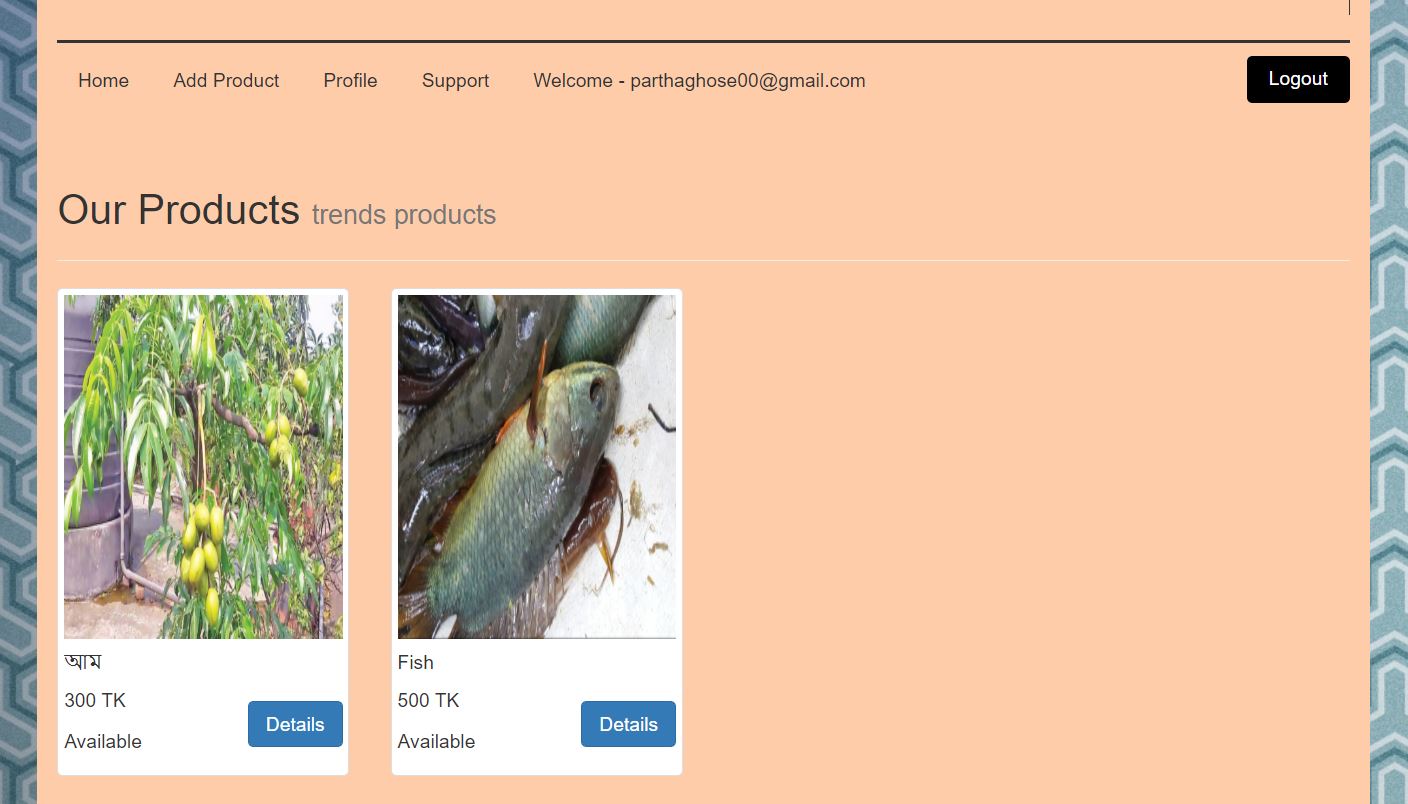 Home Add Product Profile Support Welcome - parthaghose00@gmail.com Logout
Our Products trends products
আম
300 TK
Available
Details
Fish
500 TK
Available
Details